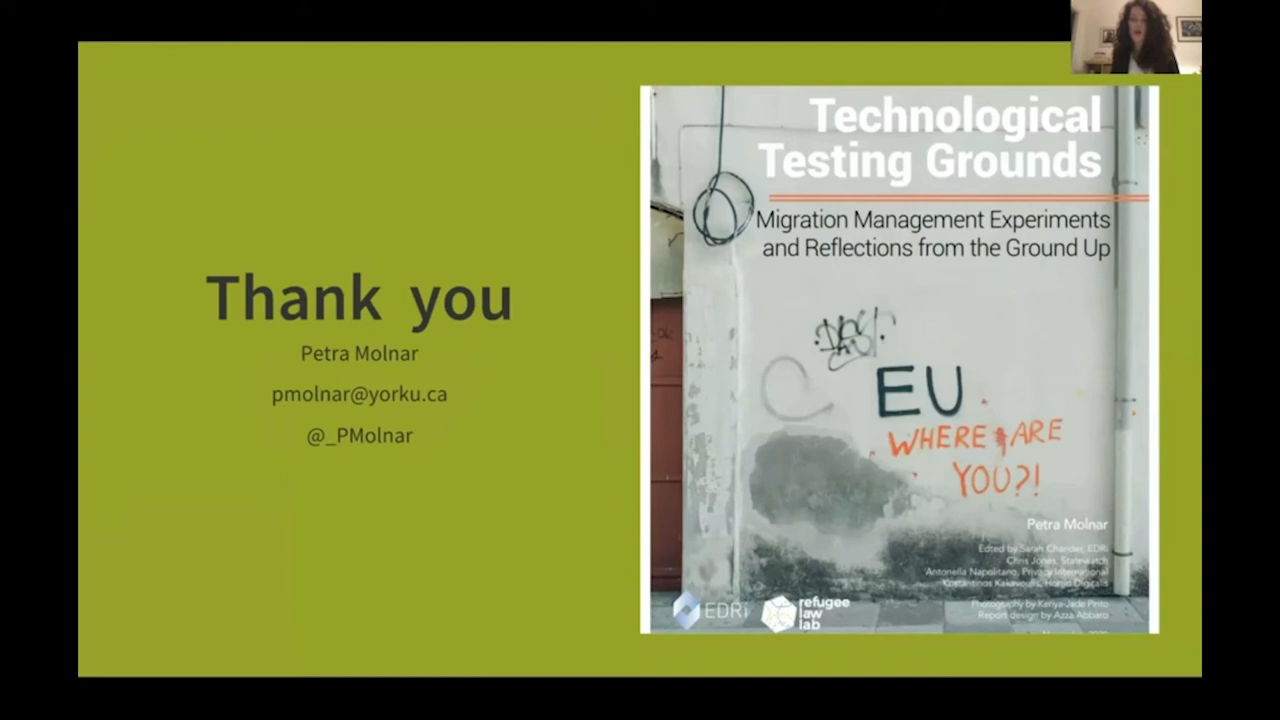 Thank you
Petra Molnar
pmolnar@yorku.ca
@_PMolnar
Technological
Testing Grounds
Migration Management Experiments
and Reflections from the Ground Up
EU
WHERE ARE
YOU?!
Petra Molnar
Edited by Sarah Chander, EDRi
Chris Jones, Statewatch
Antonella Napolitano, Privacy International
Kostantinos Kakavoulis, Homo Digitalis
Photography by Kenya-Jade Pinto
Report design by Azza Abbaro
EDRi
refugee
law
lab